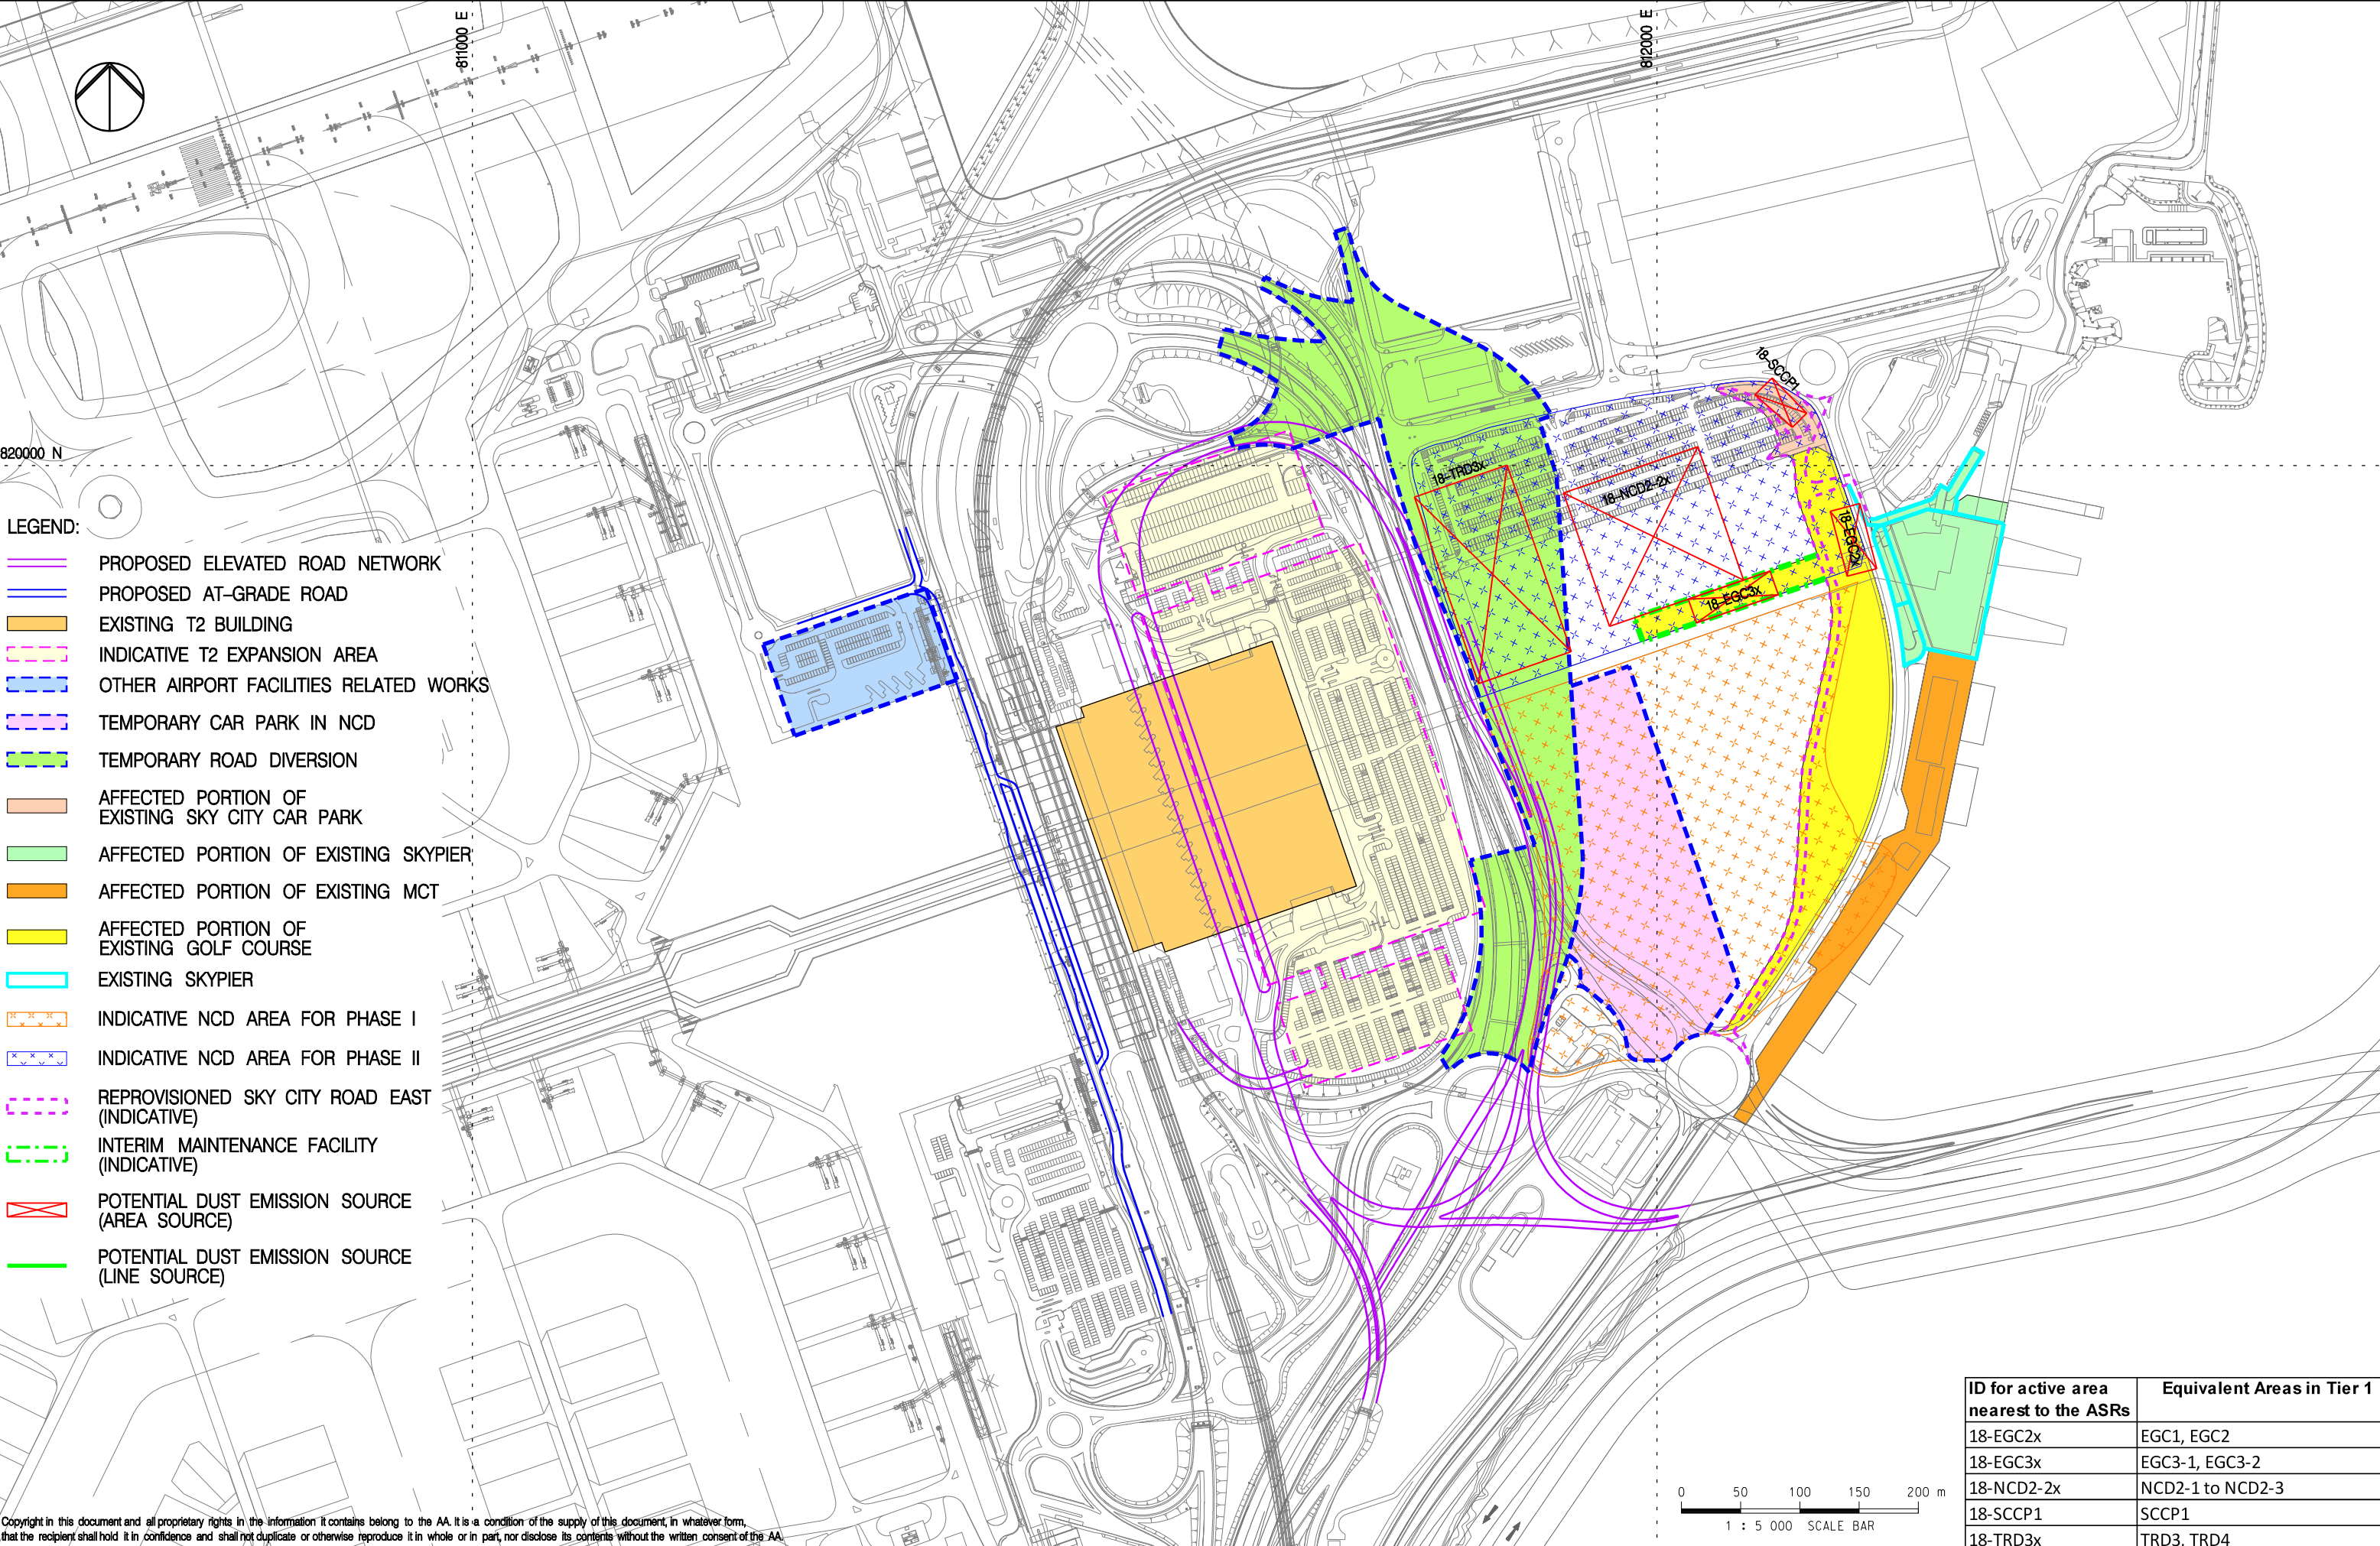 811000 E
812000 E
820000 N
18-SCCP1
18-TRD3x
18-NCD2-2x
18-EGC2x
18-EGC3x
LEGEND:
PROPOSED ELEVATED ROAD NETWORK
PROPOSED AT-GRADE ROAD
EXISTING T2 BUILDING
INDICATIVE T2 EXPANSION AREA
OTHER AIRPORT FACILITIES RELATED WORKS
TEMPORARY CAR PARK IN NCD
TEMPORARY ROAD DIVERSION
AFFECTED PORTION OF
EXISTING SKY CITY CAR PARK
AFFECTED PORTION OF EXISTING SKYPIER
AFFECTED PORTION OF EXISTING MCT
AFFECTED PORTION OF
EXISTING GOLF COURSE
EXISTING SKYPIER
INDICATIVE NCD AREA FOR PHASE I
INDICATIVE NCD AREA FOR PHASE II
REPROVISIONED SKY CITY ROAD EAST
(INDICATIVE)
INTERIM MAINTENANCE FACILITY
(INDICATIVE)
POTENTIAL DUST EMISSION SOURCE
(AREA SOURCE)
POTENTIAL DUST EMISSION SOURCE
(LINE SOURCE)
ID for active area
nearest to the ASRs
Equivalent Areas in Tier 1
18-EGC2x EGC1, EGC2
18-EGC3x EGC3-1, EGC3-2
18-NCD2-2x NCD2-1 to NCD2-3
18-SCCP1 SCCP1
18-TRD3x TRD3, TRD4
0 50 100 150 200 m
1 : 5 000 SCALE BAR
Copyright in this document and all proprietary rights in the information it contains belong to the AA. It is a condition of the supply of this document, in whatever form,
that the recipient shall hold it in confidence and shall not duplicate or otherwise reproduce it in whole or in part, nor disclose its contents without the written consent of the AA.